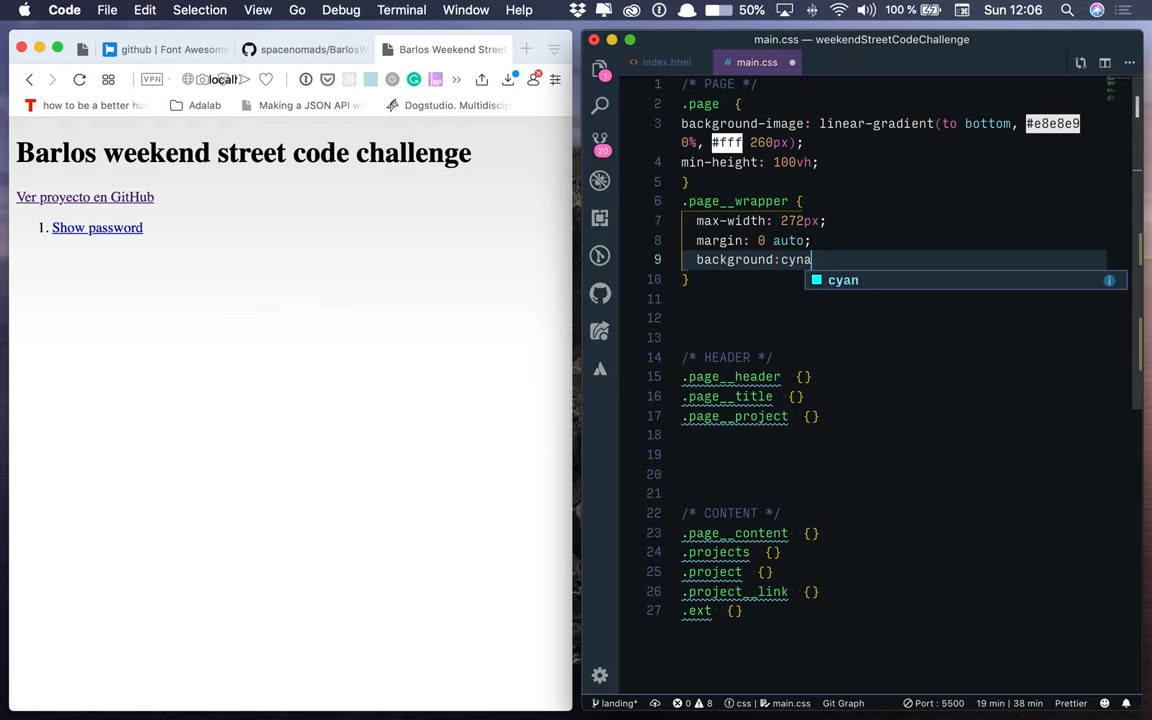 Code File Edit Selection View Go Debug Terminal Window Help 50% 100 % Sun 12:06
github | Font Awesome
spacenomads/BarlosW
Barlos Weekend Street
VPN
how to be a better hu
Adalab
Making a JSON API wi
Dogstudio. Multidiscip
Barlos weekend street code challenge
Ver proyecto en GitHub
1. Show password
main.css — weekendStreetCodeChallenge
index.html
# main.css
1
20
1 /* PAGE */
2 .page {
3 background-image: linear-gradient(to bottom, #e8e8e9
0%, #fff 260px);
4 min-height: 100vh;
5 }
6 .page__wrapper {
7 max-width: 272px;
8 margin: 0 auto;
9 background:cyna
cyan
10 }
11
12
13
14 /* HEADER */
15 .page__header {}
16 .page__title {}
17 .page__project {}
18
19
20
21
22 /* CONTENT */
23 .page__content {}
24 .projects {}
25 .project {}
26 .project__link {}
27 .ext {}
landing* 0 8 css | main.css Git Graph Port : 5500 19 min | 38 min Prettier